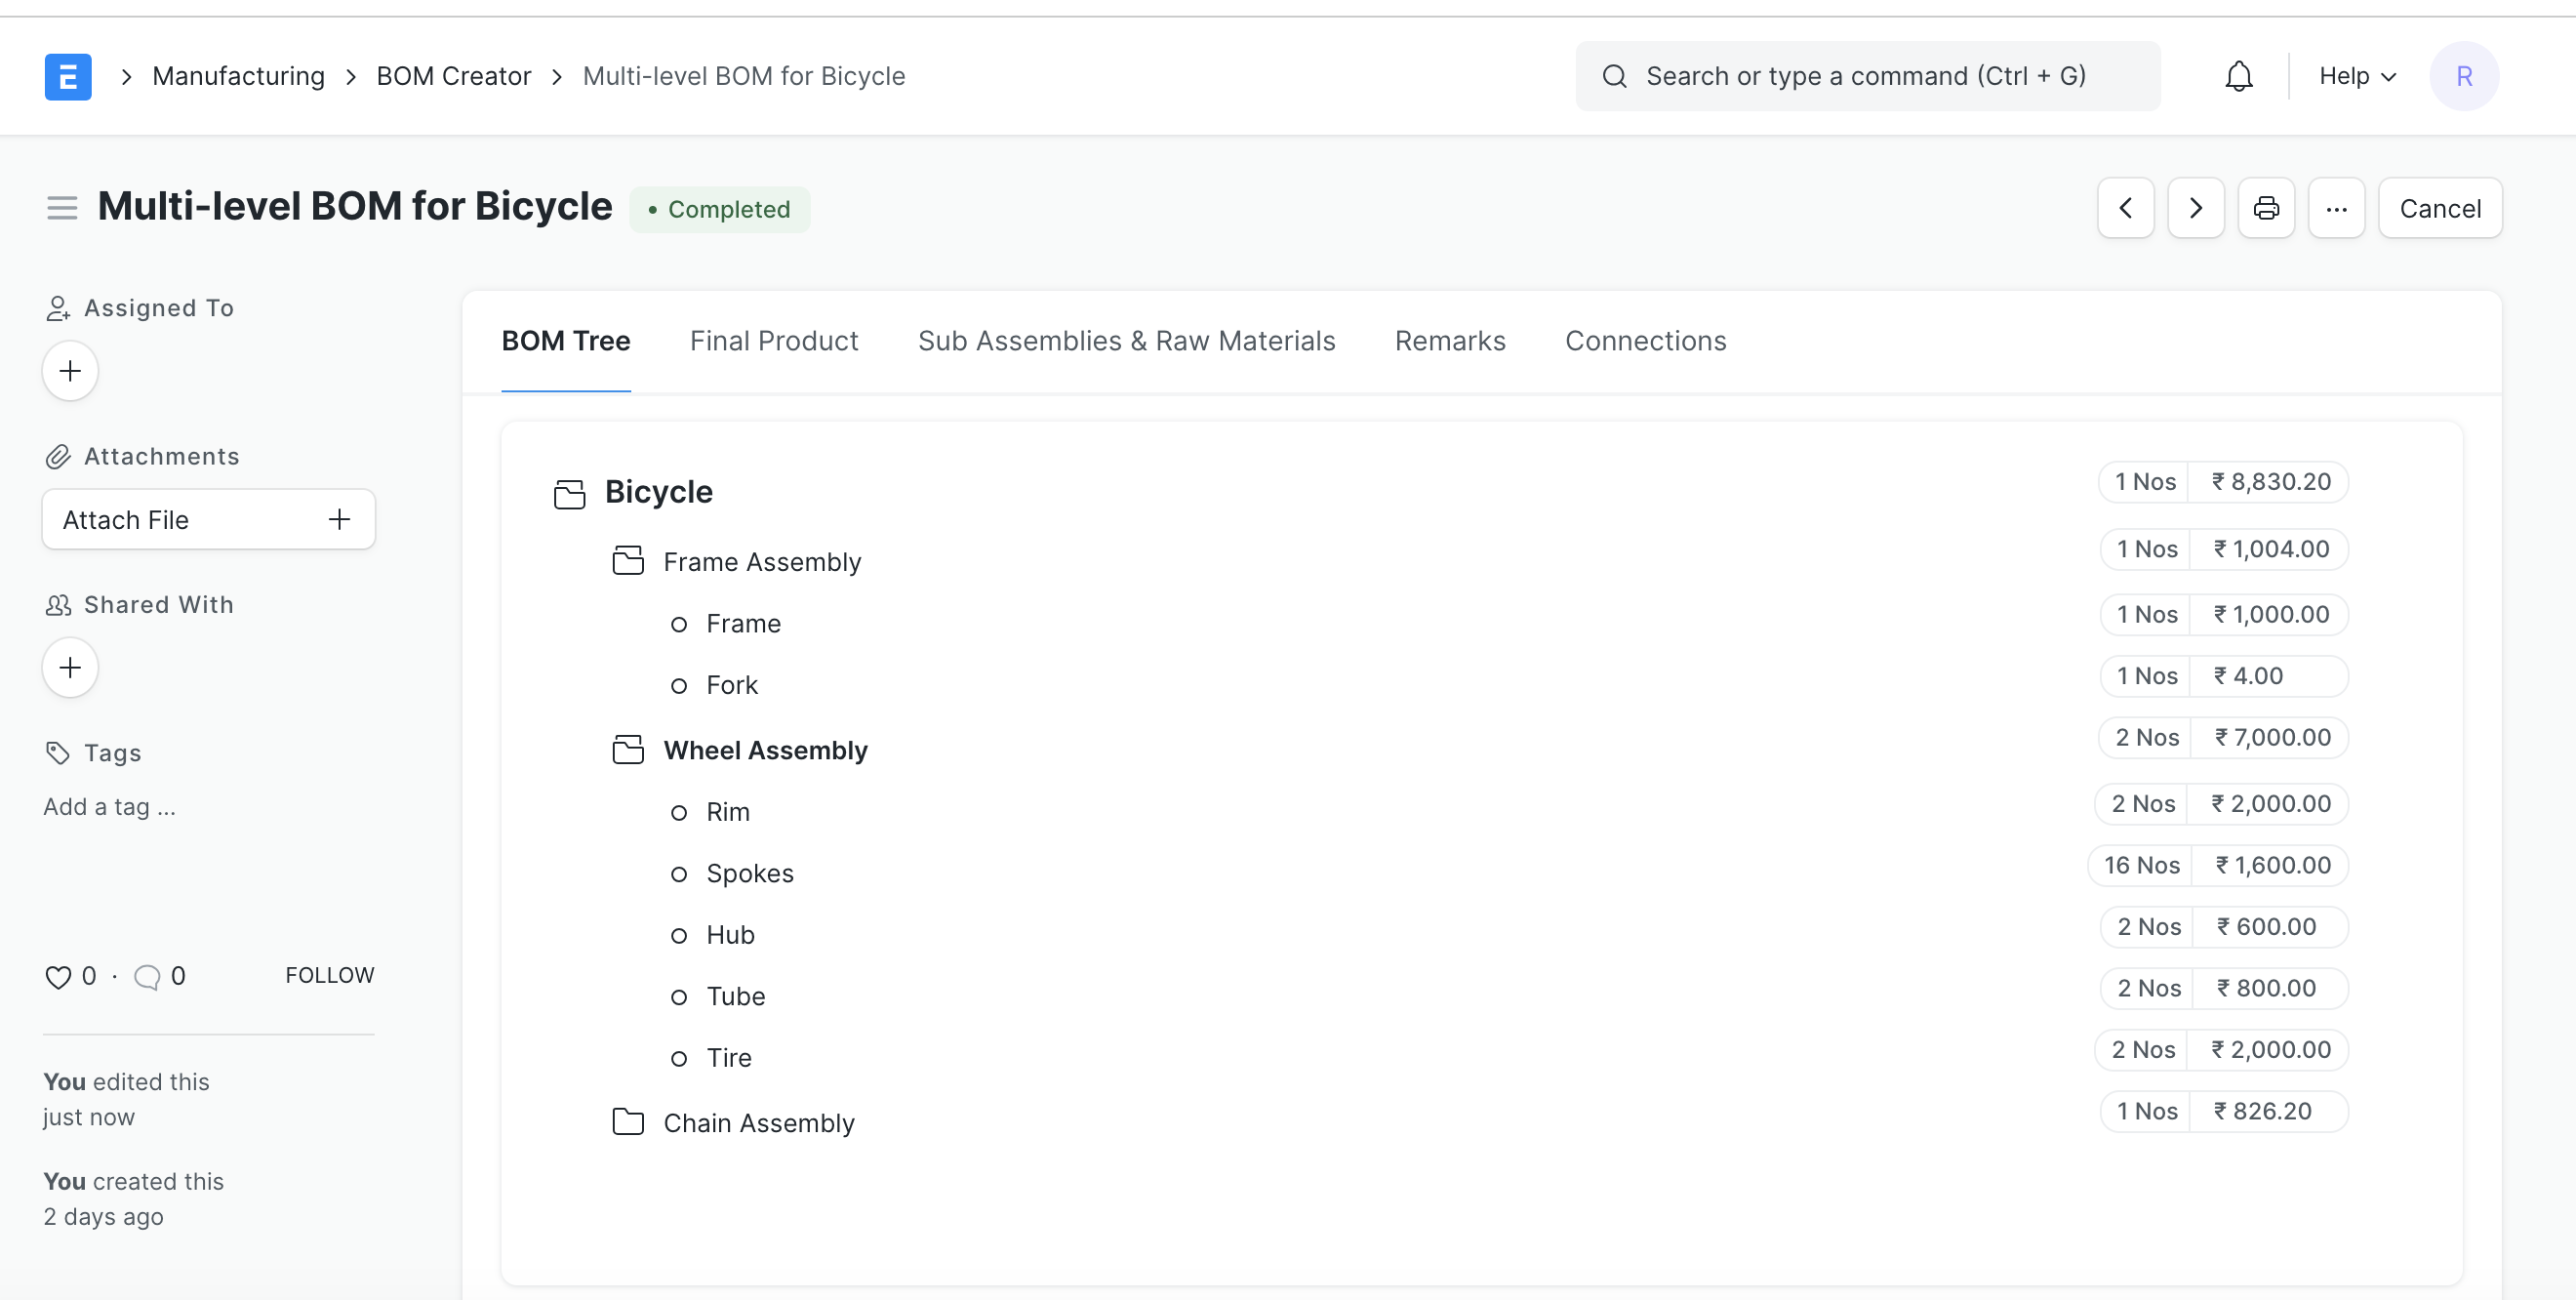 E > Manufacturing > BOM Creator > Multi-level BOM for Bicycle Search or type a command (Ctrl + G) Help R
Multi-level BOM for Bicycle • Completed ... Cancel
Assigned To
Attachments
Attach File
Shared With
Tags
Add a tag ...
0 · 0 FOLLOW
You edited this
just now
You created this
2 days ago
BOM Tree Final Product Sub Assemblies & Raw Materials Remarks Connections
Bicycle 1 Nos ₹ 8,830.20
Frame Assembly 1 Nos ₹ 1,004.00
Frame 1 Nos ₹ 1,000.00
Fork 1 Nos ₹ 4.00
Wheel Assembly 2 Nos ₹ 7,000.00
Rim 2 Nos ₹ 2,000.00
Spokes 16 Nos ₹ 1,600.00
Hub 2 Nos ₹ 600.00
Tube 2 Nos ₹ 800.00
Tire 2 Nos ₹ 2,000.00
Chain Assembly 1 Nos ₹ 826.20